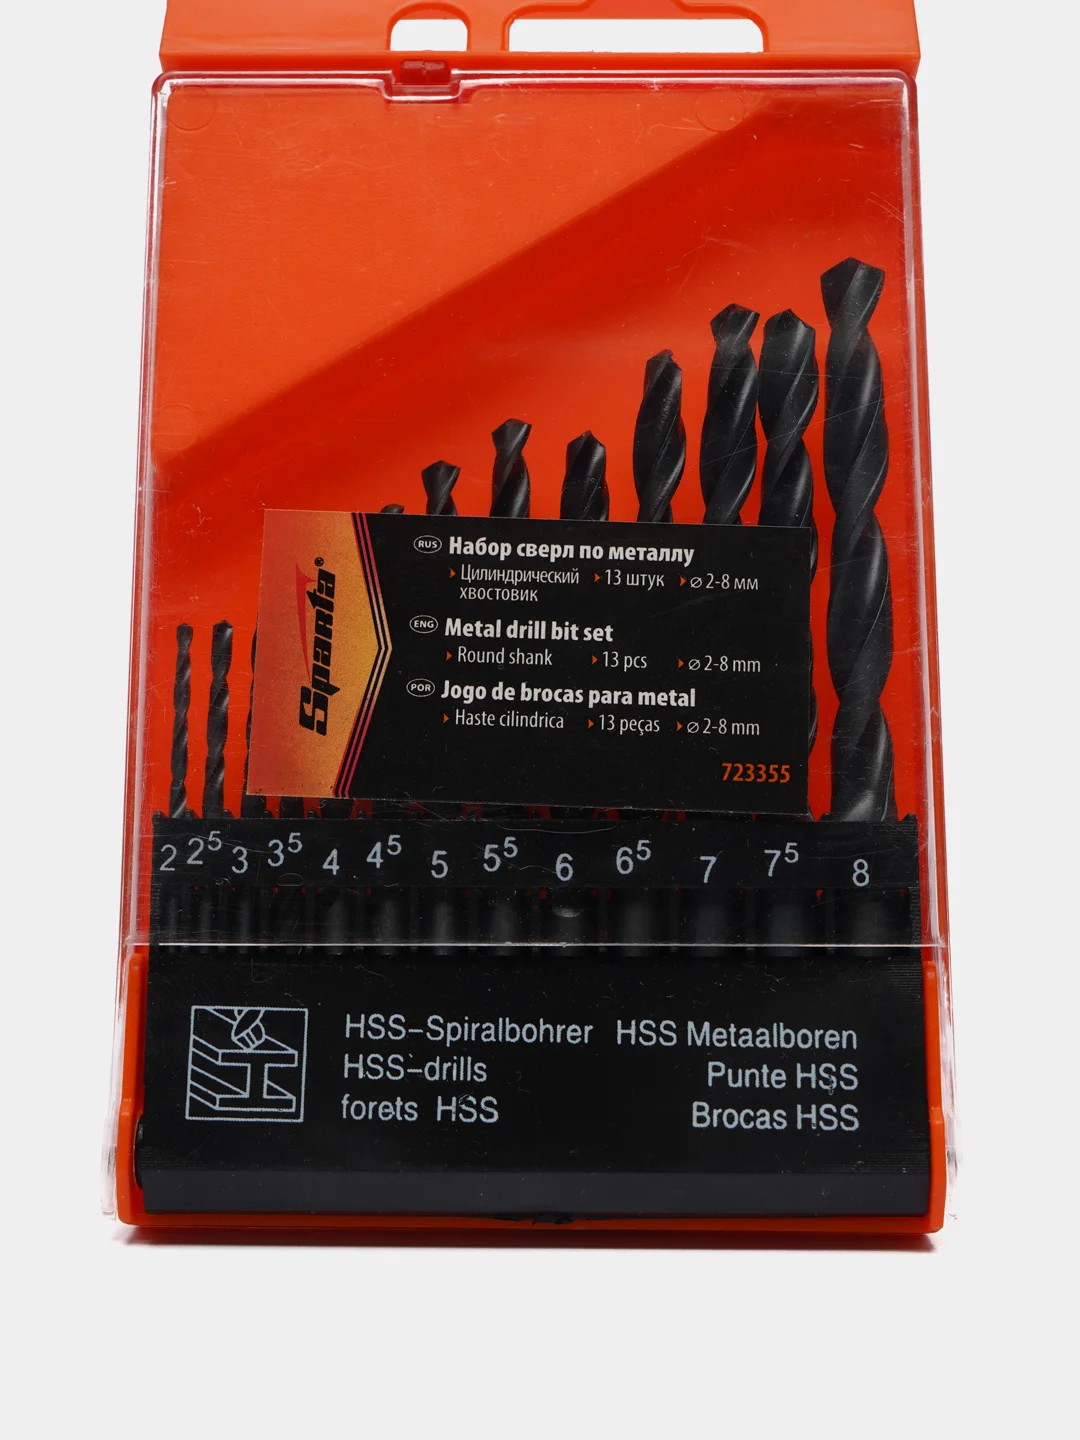 Sparta®
RUS Набор сверл по металлу
Цилиндрический хвостовик 13 штук ⌀ 2-8 мм
ENG Metal drill bit set
Round shank 13 pcs ⌀ 2-8 mm
POR Jogo de brocas para metal
Haste cilindrica 13 peças ⌀ 2-8 mm
723355
2 2⁵ 3 3⁵ 4 4⁵ 5 5⁵ 6 6⁵ 7 7⁵ 8
HSS-Spiralbohrer HSS Metaalboren
HSS-drills Punte HSS
forets HSS Brocas HSS